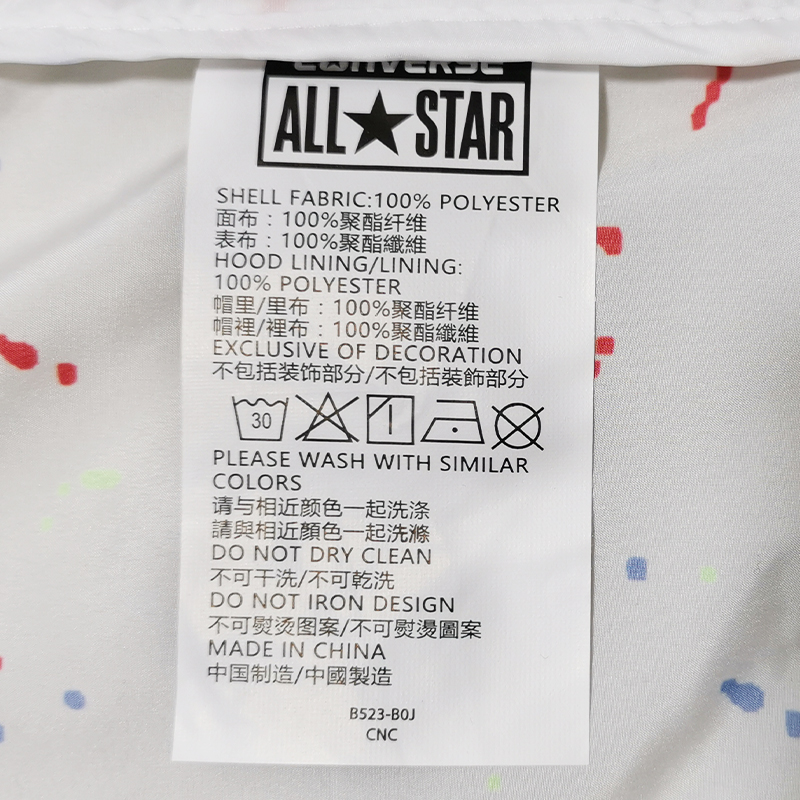 CONVERSE
ALL★STAR
SHELL FABRIC:100% POLYESTER
面布：100%聚酯纤维
表布：100%聚酯纖維
HOOD LINING/LINING:
100% POLYESTER
帽里/里布：100%聚酯纤维
帽裡/裡布：100%聚酯纖維
EXCLUSIVE OF DECORATION
不包括装饰部分/不包括裝飾部分
30
PLEASE WASH WITH SIMILAR
COLORS
请与相近颜色一起洗涤
請與相近顏色一起洗滌
DO NOT DRY CLEAN
不可干洗/不可乾洗
DO NOT IRON DESIGN
不可熨烫图案/不可熨燙圖案
MADE IN CHINA
中国制造/中國製造
B523-B0J
CNC